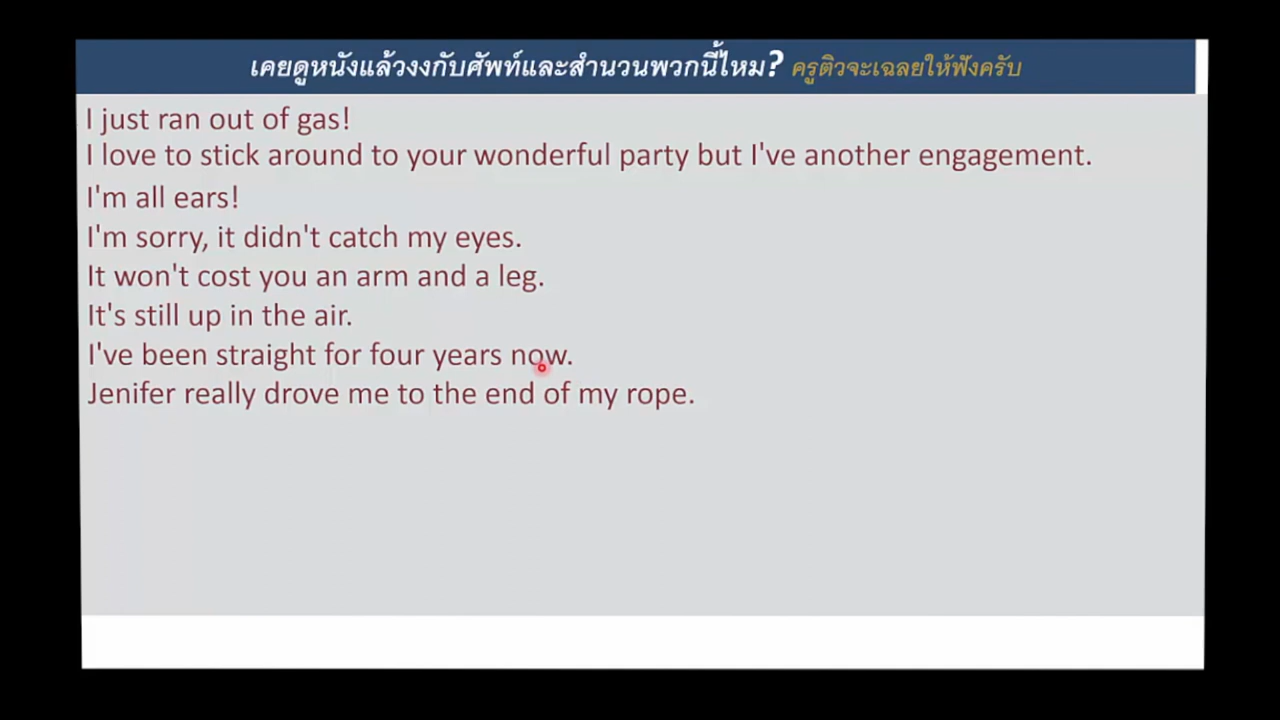 เคยดูหนังแล้วงงกับศัพท์และสำนวนพวกนี้ไหม? ครูติวจะเฉลยให้ฟังครับ
I just ran out of gas!
I love to stick around to your wonderful party but I've another engagement.
I'm all ears!
I'm sorry, it didn't catch my eyes.
It won't cost you an arm and a leg.
It's still up in the air.
I've been straight for four years now.
Jenifer really drove me to the end of my rope.